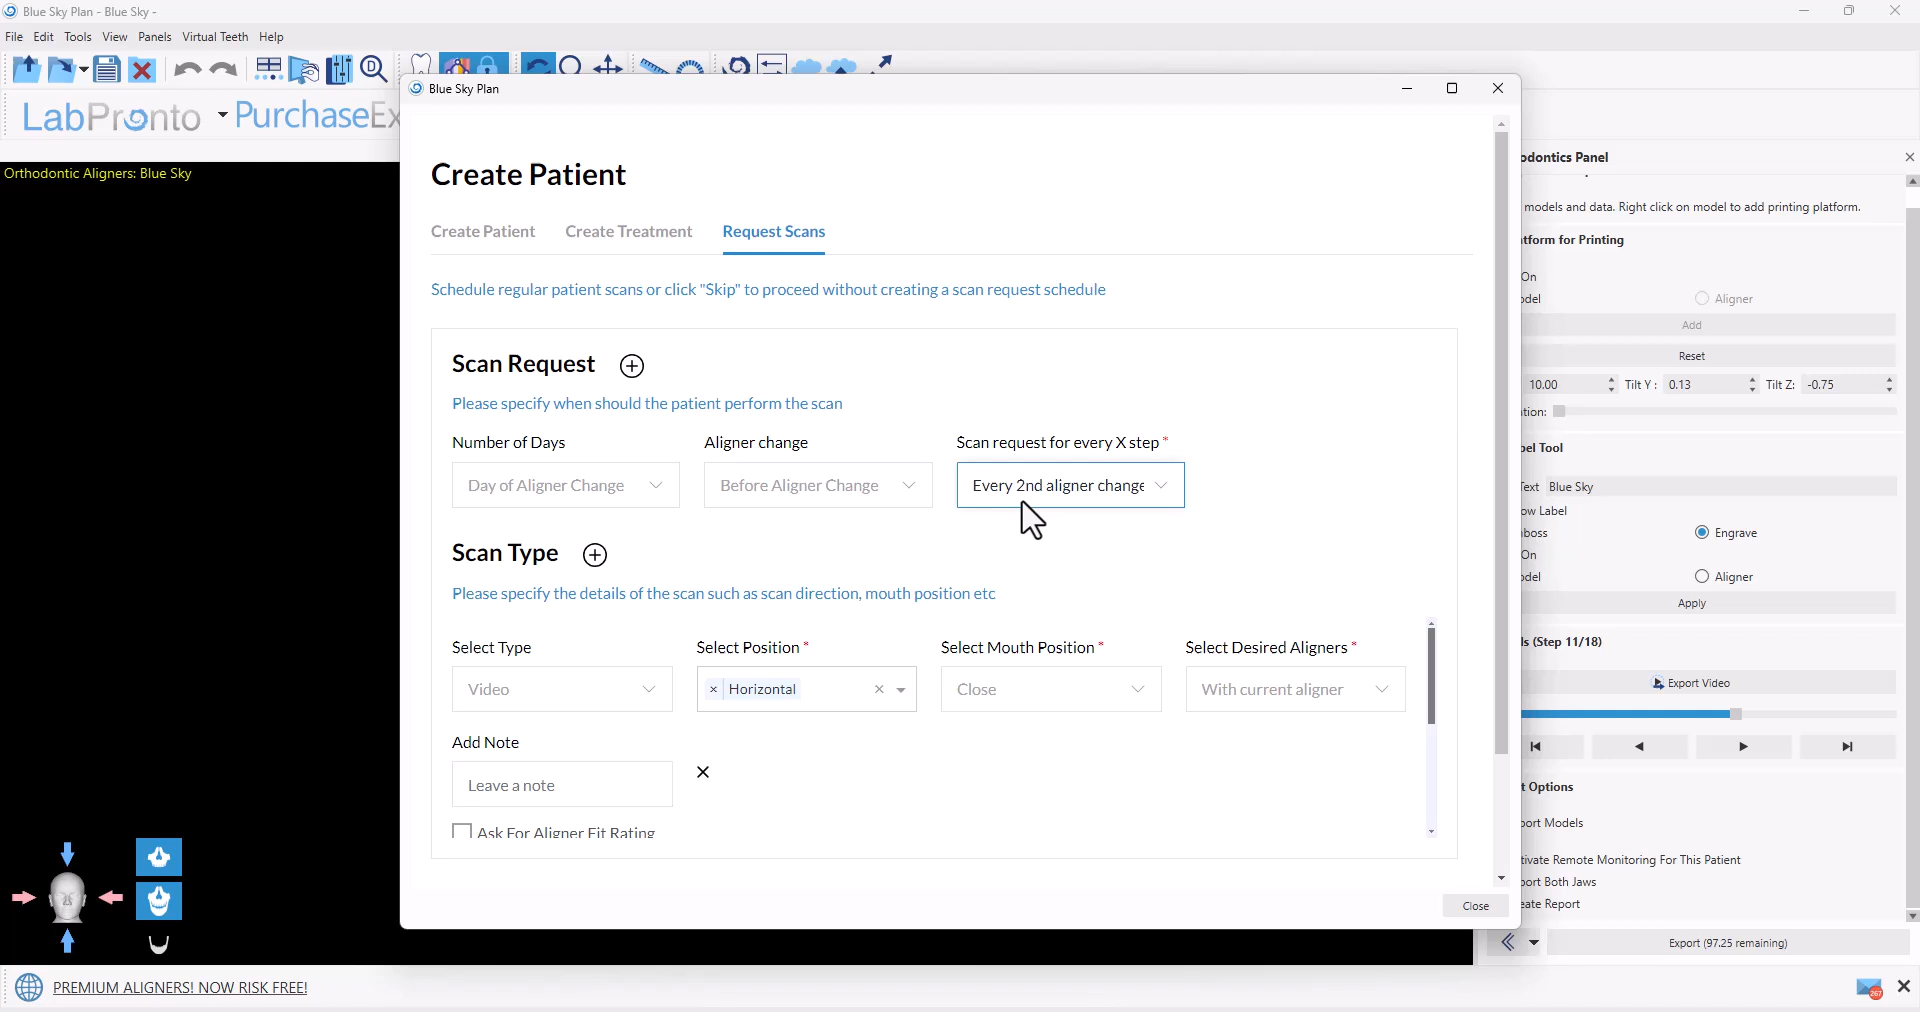 Blue Sky Plan - Blue Sky -
File Edit Tools View Panels Virtual Teeth Help
Blue Sky Plan
LabPronto PurchaseEx
Orthodontic Aligners: Blue Sky
Create Patient
Create Patient Create Treatment Request Scans
Schedule regular patient scans or click "Skip" to proceed without creating a scan request schedule
Scan Request
Please specify when should the patient perform the scan
Number of Days Aligner change Scan request for every X step *
Day of Aligner Change Before Aligner Change Every 2nd aligner change
Scan Type
Please specify the details of the scan such as scan direction, mouth position etc
Select Type Select Position * Select Mouth Position * Select Desired Aligners *
Video × Horizontal × Close With current aligner
Add Note
Leave a note
Ask For Aligner Fit Rating
Close
odontics Panel
models and data. Right click on model to add printing platform.
tform for Printing
On
odel Aligner
Add
Reset
10.00 Tilt Y: 0.13 Tilt Z: -0.75
tion:
bel Tool
Text Blue Sky
ow Label
boss Engrave
On
odel Aligner
Apply
ls (Step 11/18)
Export Video
t Options
port Models
tivate Remote Monitoring For This Patient
port Both Jaws
eate Report
Export (97.25 remaining)
PREMIUM ALIGNERS! NOW RISK FREE!
267